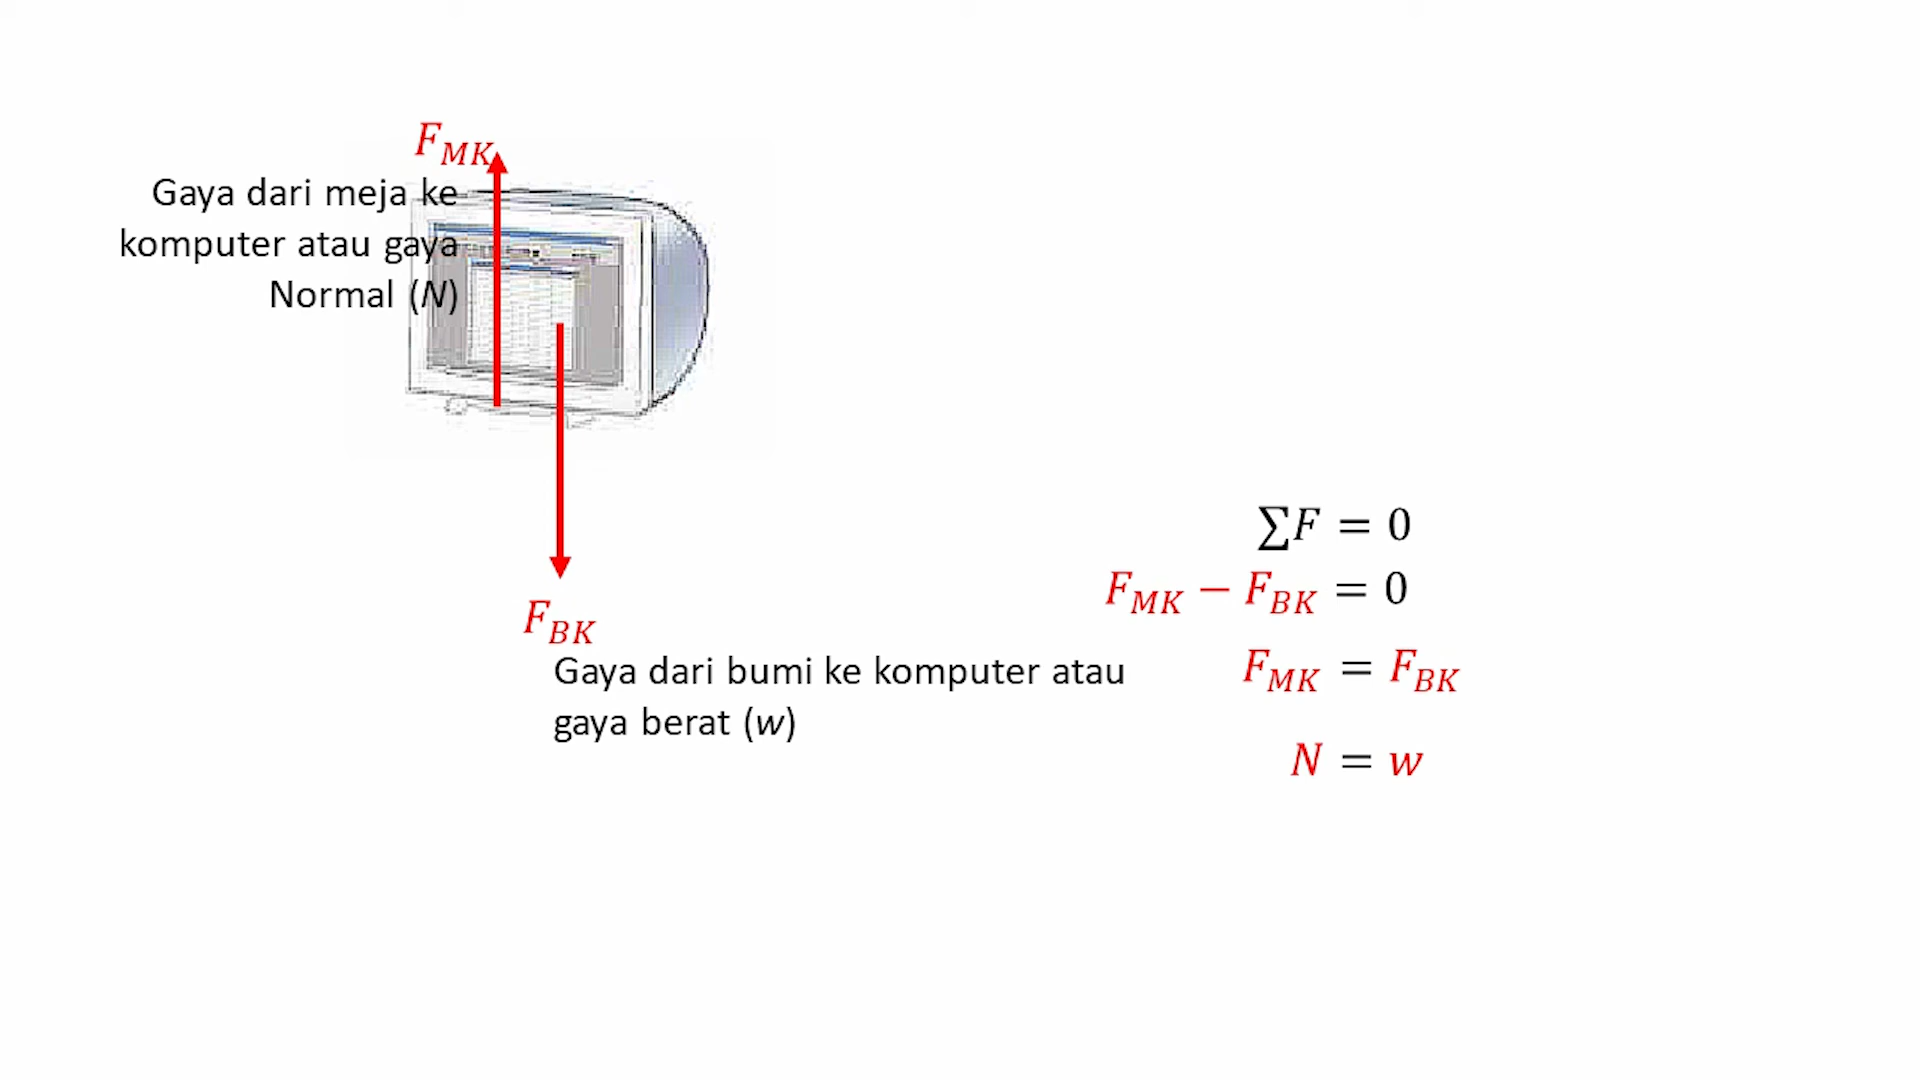 F_MK
Gaya dari meja ke
komputer atau gaya
Normal (N)
F_BK
Gaya dari bumi ke komputer atau
gaya berat (w)
∑F = 0
F_MK − F_BK = 0
F_MK = F_BK
N = w